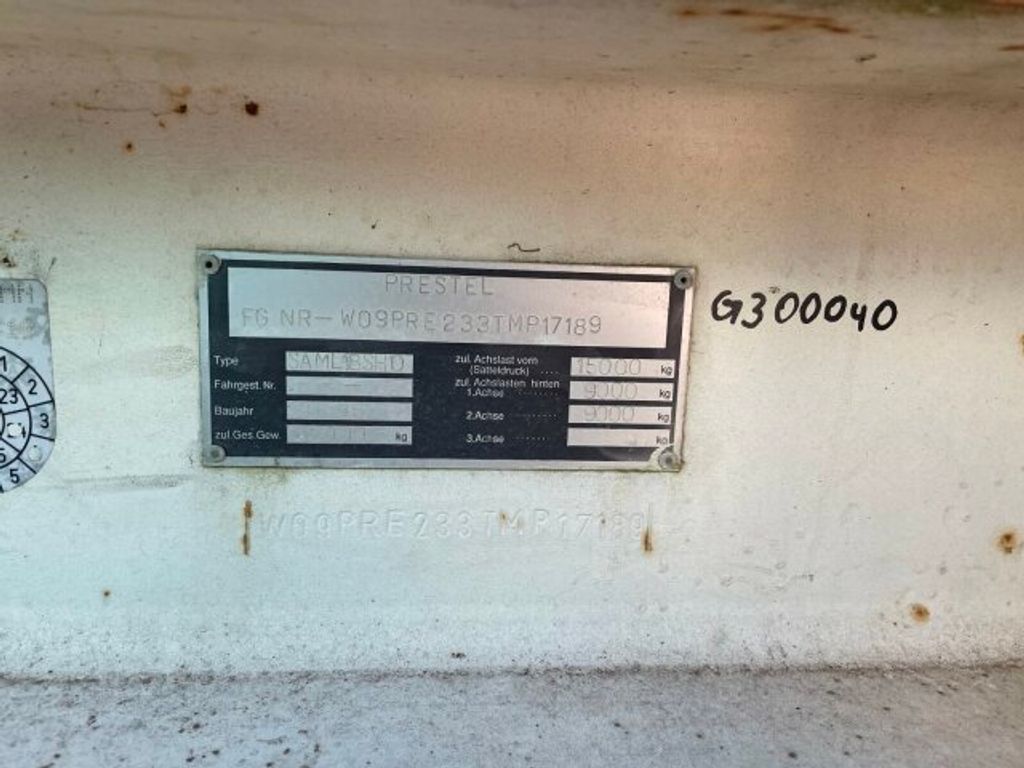 PRESTEL
FG NR-W09PRE233TMP17189
Type
Fahrgest.Nr.
Baujahr
zul.Ges.Gew. kg
zul. Achslast vorn
(Satteldruck) .... 15000 kg
zul. Achslasten hinten
1.Achse ........ 9000 kg
2.Achse ........ 9000 kg
3.Achse ........ kg
G300040
W09PRE233TMP17189
1
2
23
3
4
5